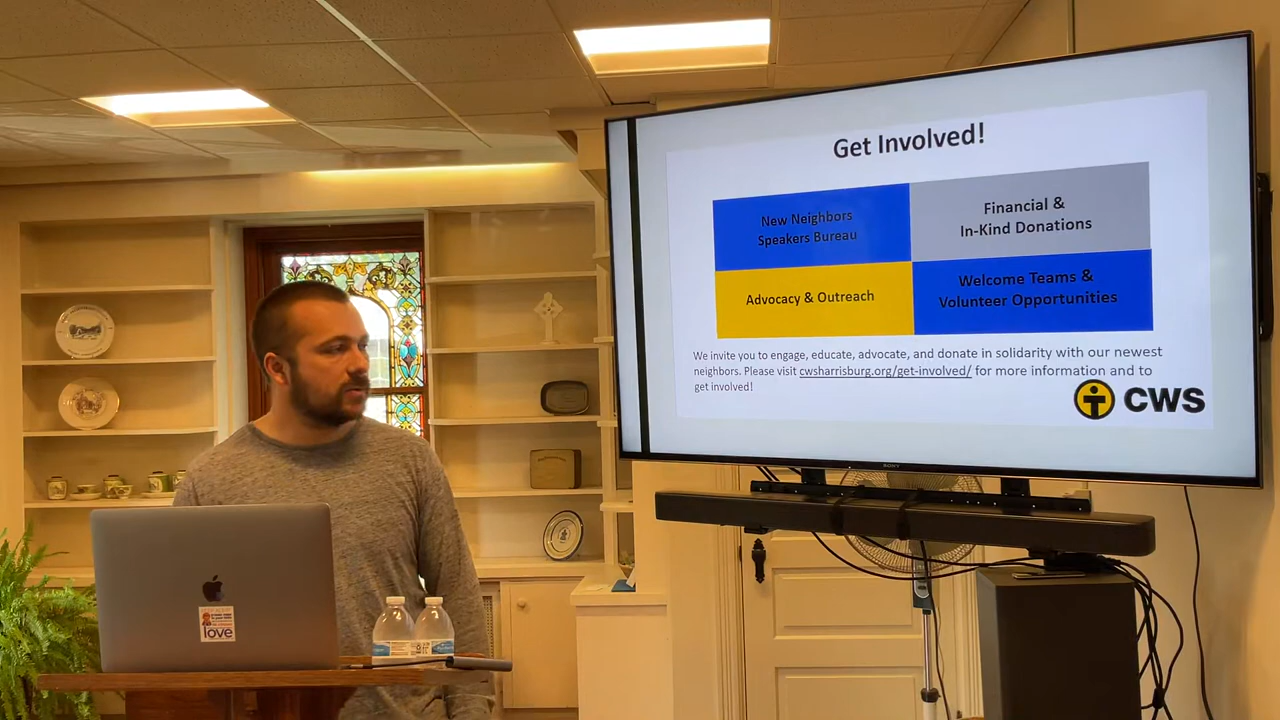 Get Involved!
New Neighbors
Speakers Bureau
Financial &
In-Kind Donations
Advocacy & Outreach
Welcome Teams &
Volunteer Opportunities
We invite you to engage, educate, advocate, and donate in solidarity with our newest
neighbors. Please visit cwsharrisburg.org/get-involved/ for more information and to
get involved!
CWS
SONY
love